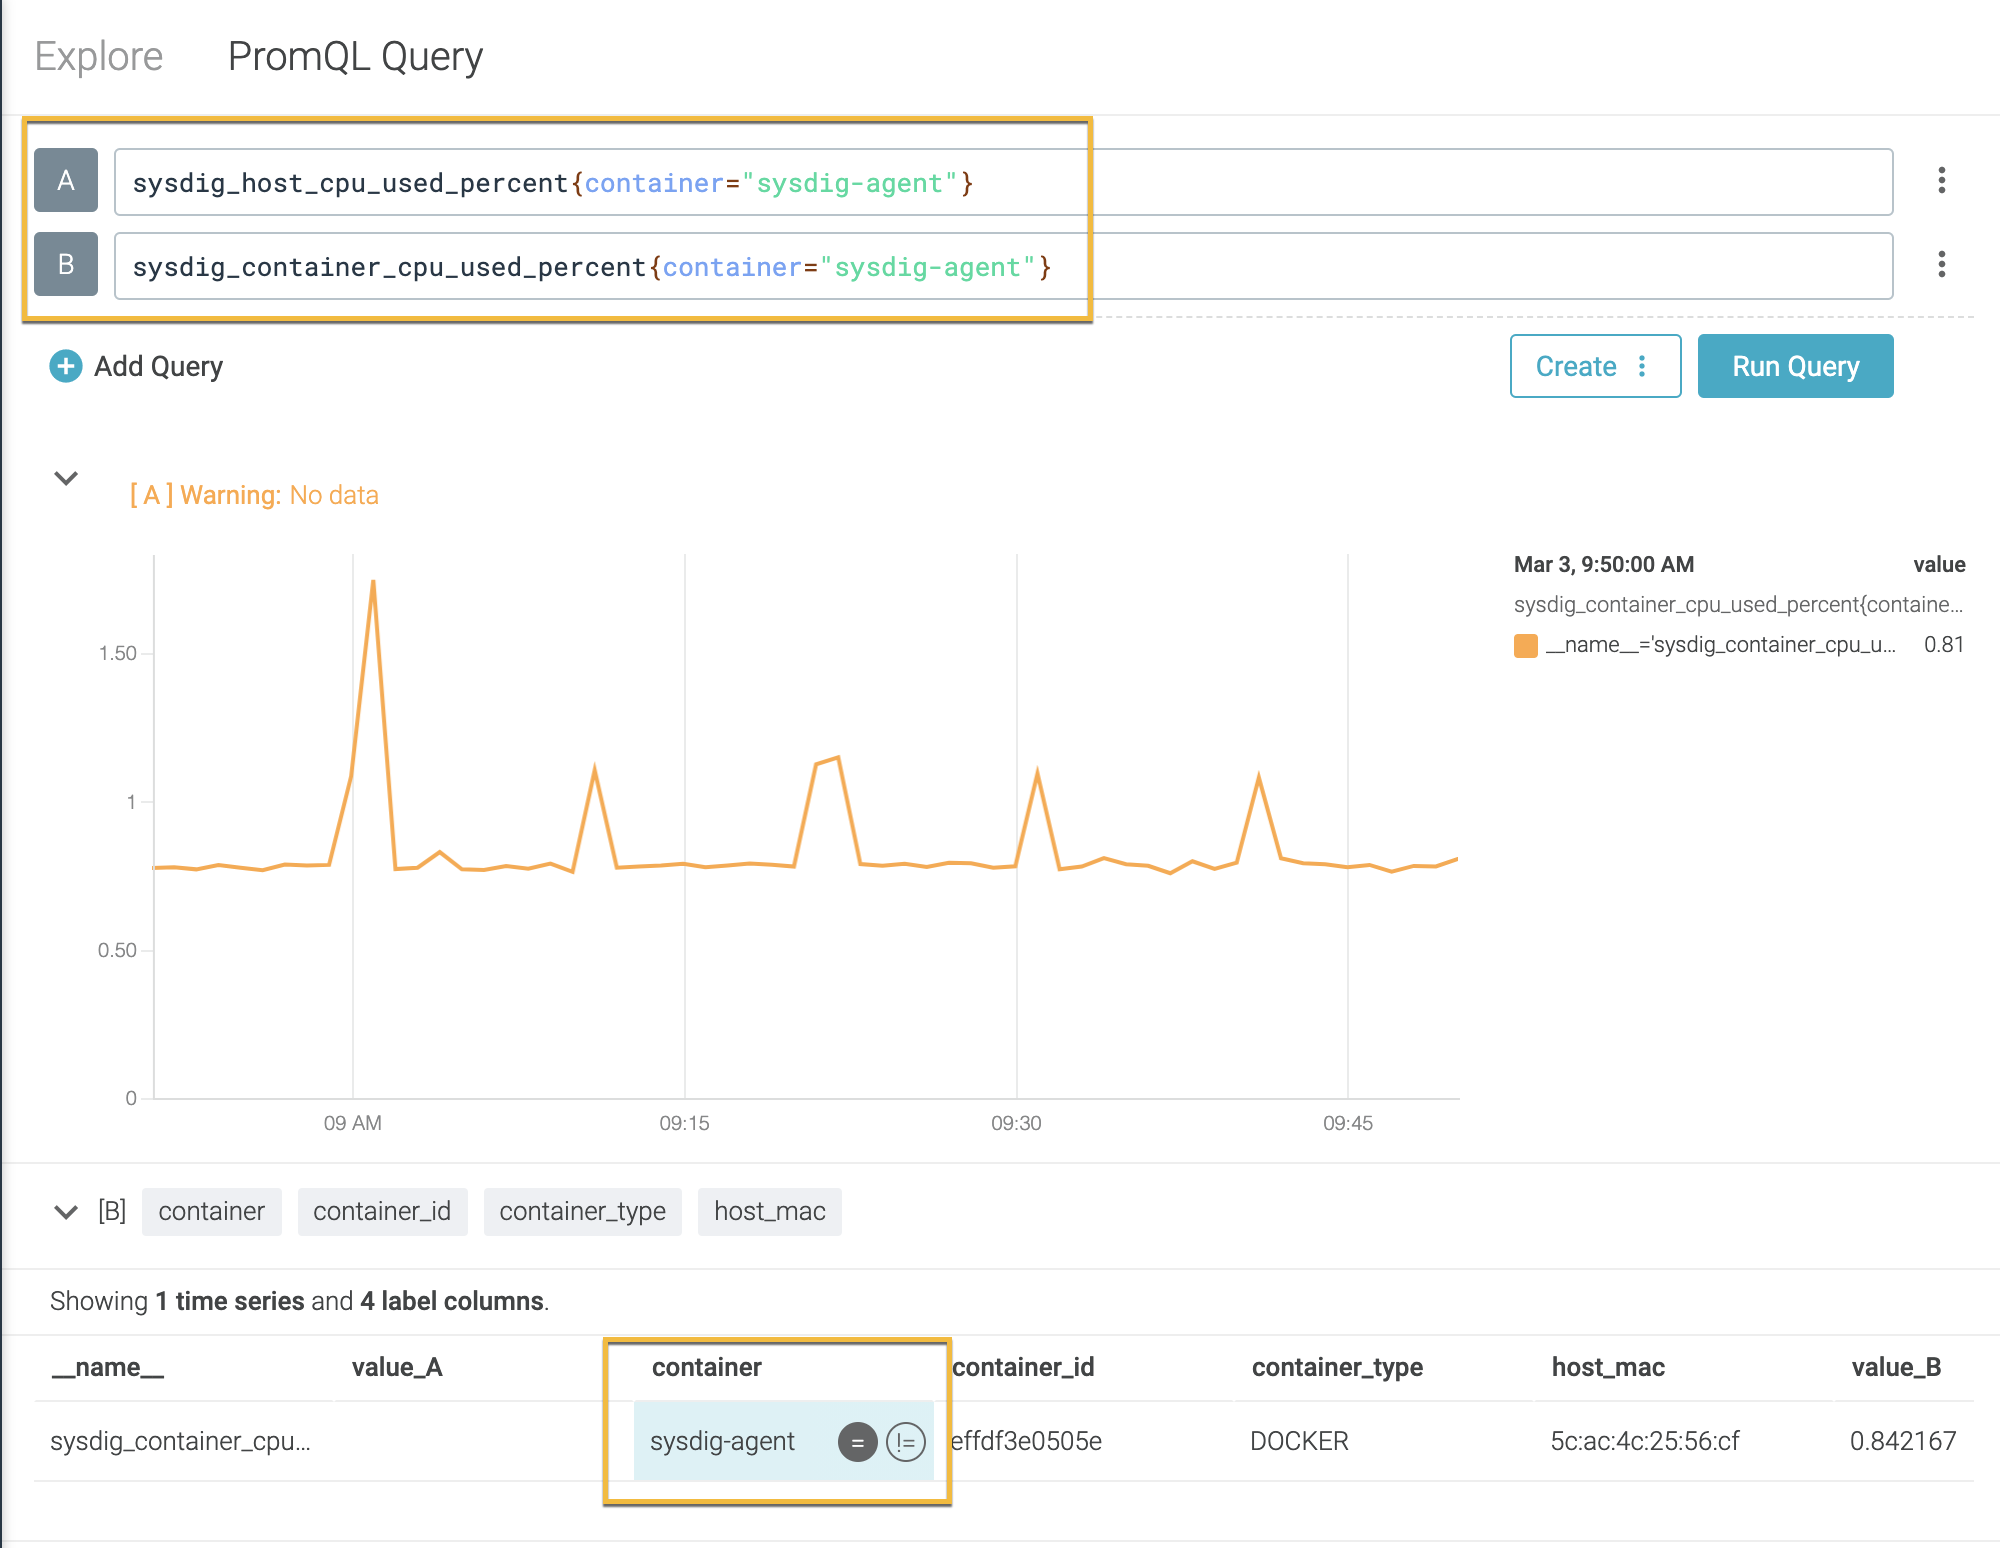 Explore PromQL Query
A sysdig_host_cpu_used_percent{container="sysdig-agent"}
B sysdig_container_cpu_used_percent{container="sysdig-agent"}
Add Query Create Run Query
[ A ] Warning: No data
Mar 3, 9:50:00 AM value
sysdig_container_cpu_used_percent{containe...
__name__='sysdig_container_cpu_u... 0.81
1.50
1
0.50
0
09 AM 09:15 09:30 09:45
[B] container container_id container_type host_mac
Showing 1 time series and 4 label columns.
__name__ value_A container container_id container_type host_mac value_B
sysdig_container_cpu... sysdig-agent = != effdf3e0505e DOCKER 5c:ac:4c:25:56:cf 0.842167